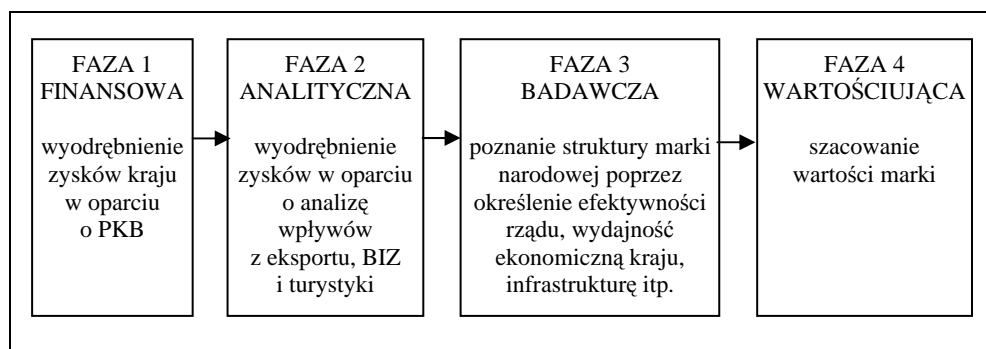 FAZA 1
FINANSOWA
wyodrębnienie
zysków kraju
w oparciu
o PKB
FAZA 2
ANALITYCZNA
wyodrębnienie
zysków w oparciu
o analizę
wpływów
z eksportu, BIZ
i turystyki
FAZA 3
BADAWCZA
poznanie struktury marki
narodowej poprzez
określenie efektywności
rządu, wydajność
ekonomiczną kraju,
infrastrukturę itp.
FAZA 4
WARTOŚCIUJĄCA
szacowanie
wartości marki